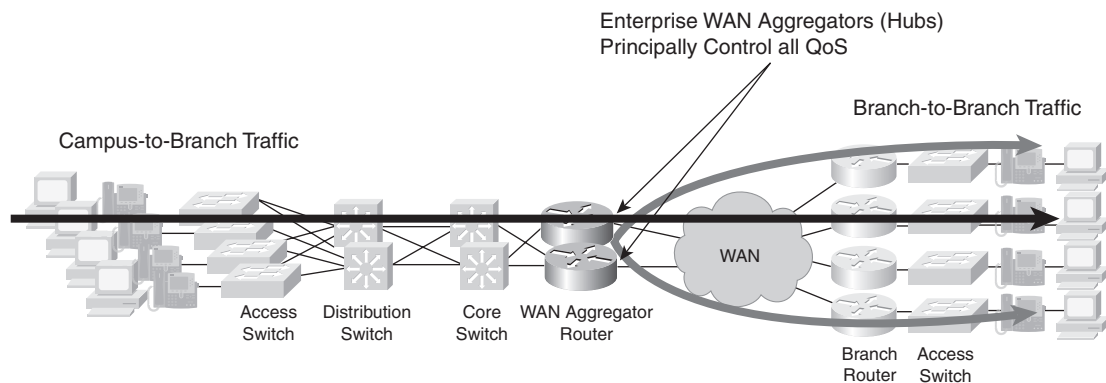 Enterprise WAN Aggregators (Hubs)
Principally Control all QoS
Campus-to-Branch Traffic
Branch-to-Branch Traffic
WAN
Access
Switch
Distribution
Switch
Core
Switch
WAN Aggregator
Router
Branch
Router
Access
Switch